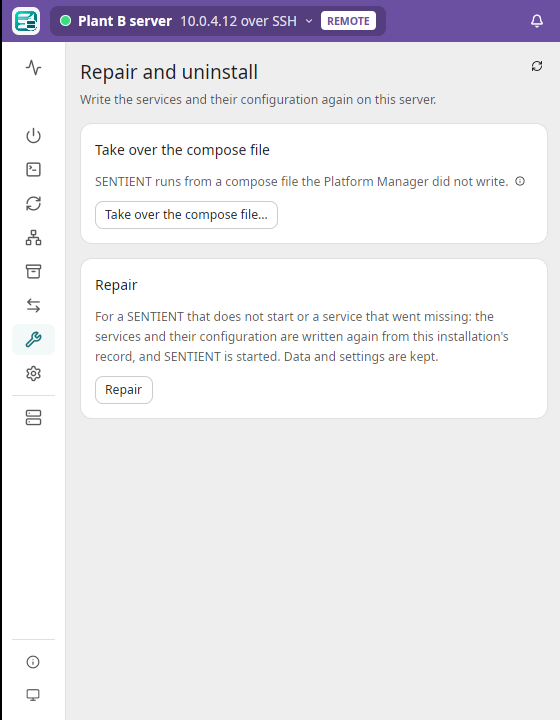 Plant B server 10.0.4.12 over SSH REMOTE
Repair and uninstall
Write the services and their configuration again on this server.
Take over the compose file
SENTIENT runs from a compose file the Platform Manager did not write.
Take over the compose file...
Repair
For a SENTIENT that does not start or a service that went missing: the
services and their configuration are written again from this installation's
record, and SENTIENT is started. Data and settings are kept.
Repair